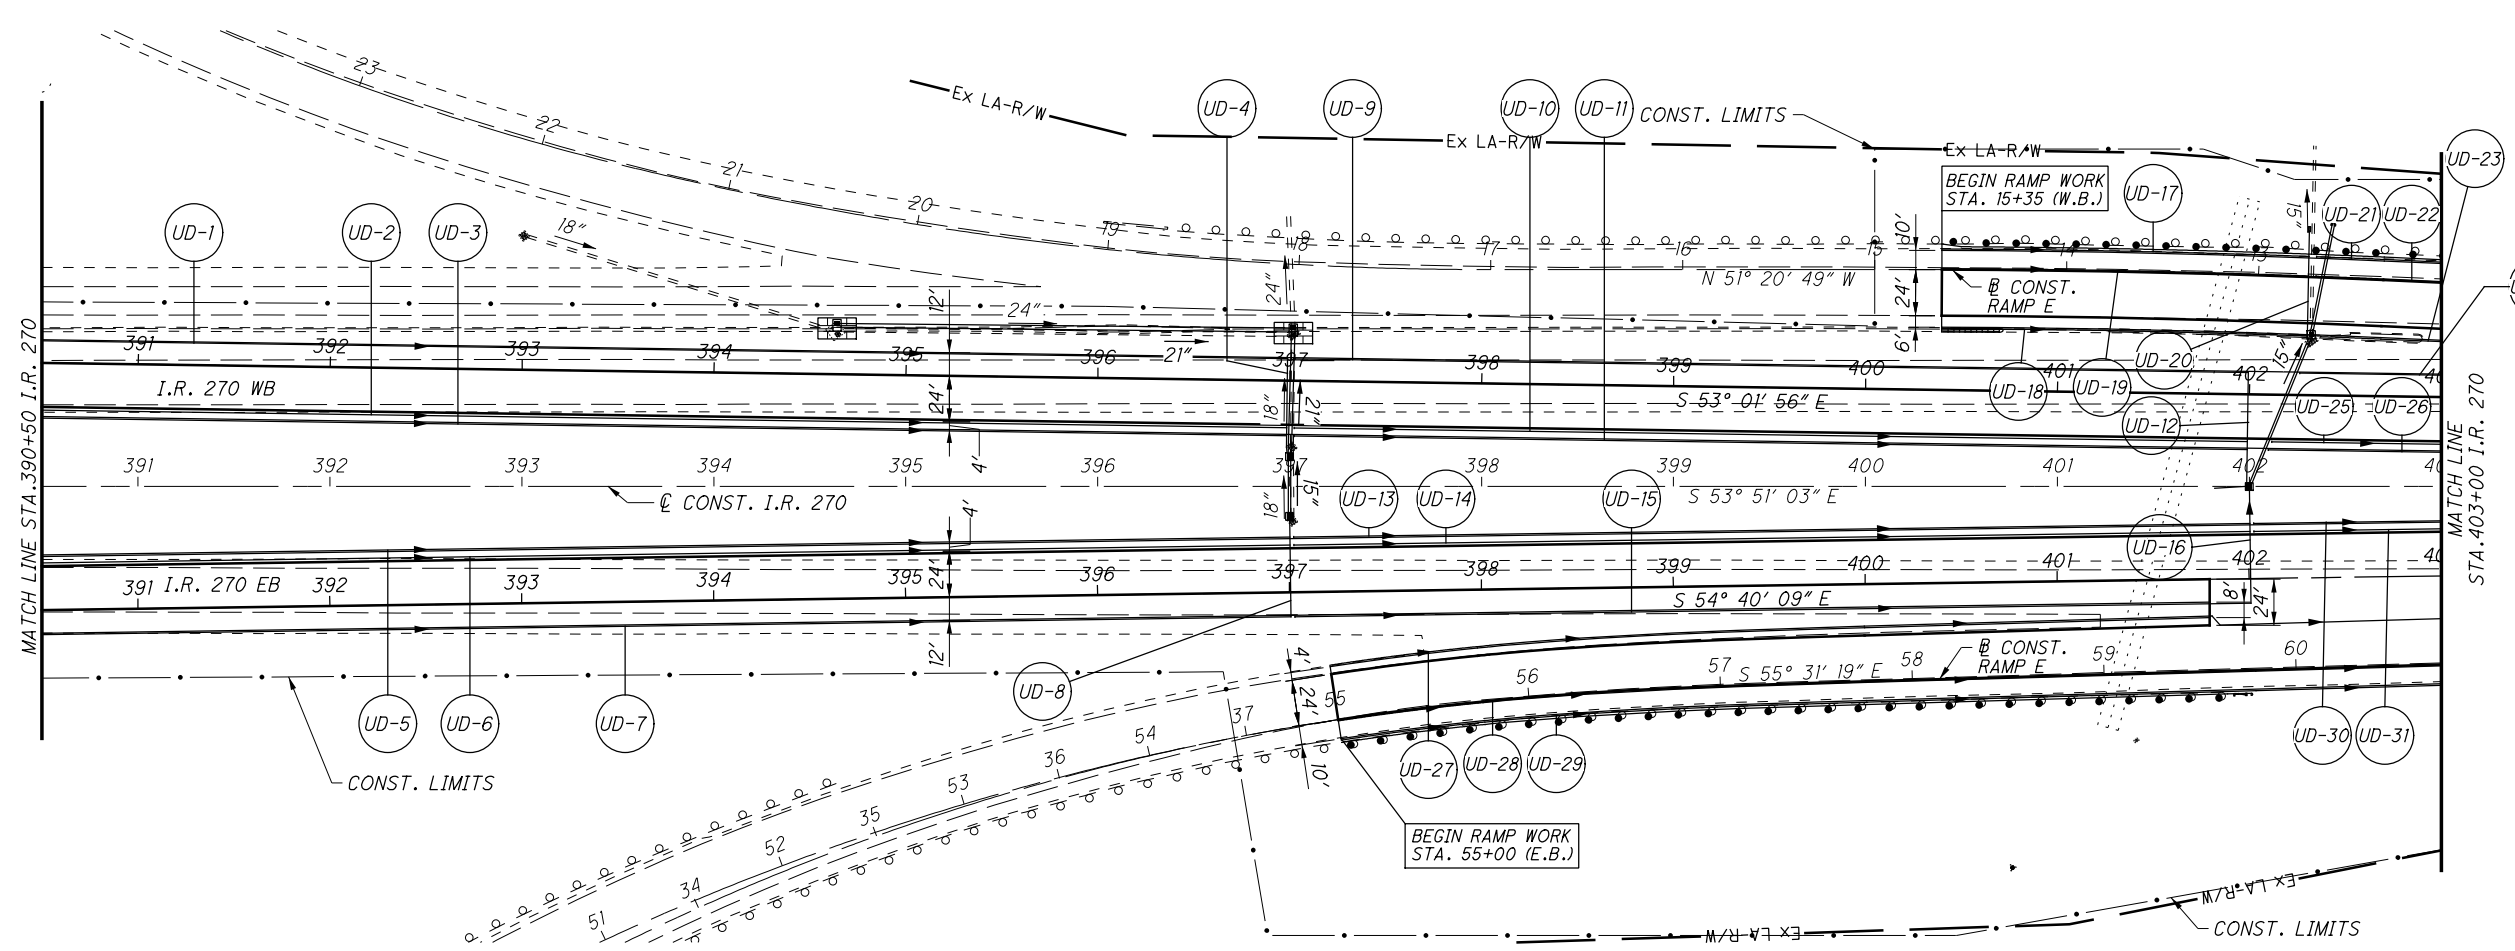 23
22
21
20
19
18
17
16
15
14
13
Ex LA-R/W
Ex LA-R/W
Ex LA-R/W
UD-4
UD-9
UD-10
UD-11
CONST. LIMITS
UD-23
BEGIN RAMP WORK
STA. 15+35 (W.B.)
UD-17
15"
UD-21
UD-22
UD-1
UD-2
UD-3
18"
24"
24"
12'
10'
24'
6'
N 51° 20' 49" W
℄ CONST.
RAMP E
21"
391
392
393
394
395
396
397
398
399
400
401
402
I.R. 270 WB
24'
4'
18"
21"
S 53° 01' 56" E
UD-18
UD-19
UD-20
UD-12
15"
UD-25
UD-26
391
392
393
394
395
396
397
398
399
400
401
402
℄ CONST. I.R. 270
4'
18"
15"
UD-13
UD-14
UD-15
S 53° 51' 03" E
UD-16
MATCH LINE STA.390+50 I.R. 270
MATCH LINE
STA.403+00 I.R. 270
391
I.R. 270 EB
392
393
394
395
396
397
398
399
400
401
402
24'
12'
S 54° 40' 09" E
8'
24'
UD-5
UD-6
UD-7
UD-8
4'
24'
10'
55
56
57
S 55° 31' 19" E
58
59
60
℄ CONST.
RAMP E
UD-27
UD-28
UD-29
UD-30
UD-31
CONST. LIMITS
37
54
36
53
35
52
34
51
BEGIN RAMP WORK
STA. 55+00 (E.B.)
Ex LA-R/W
Ex LA-R/W
CONST. LIMITS